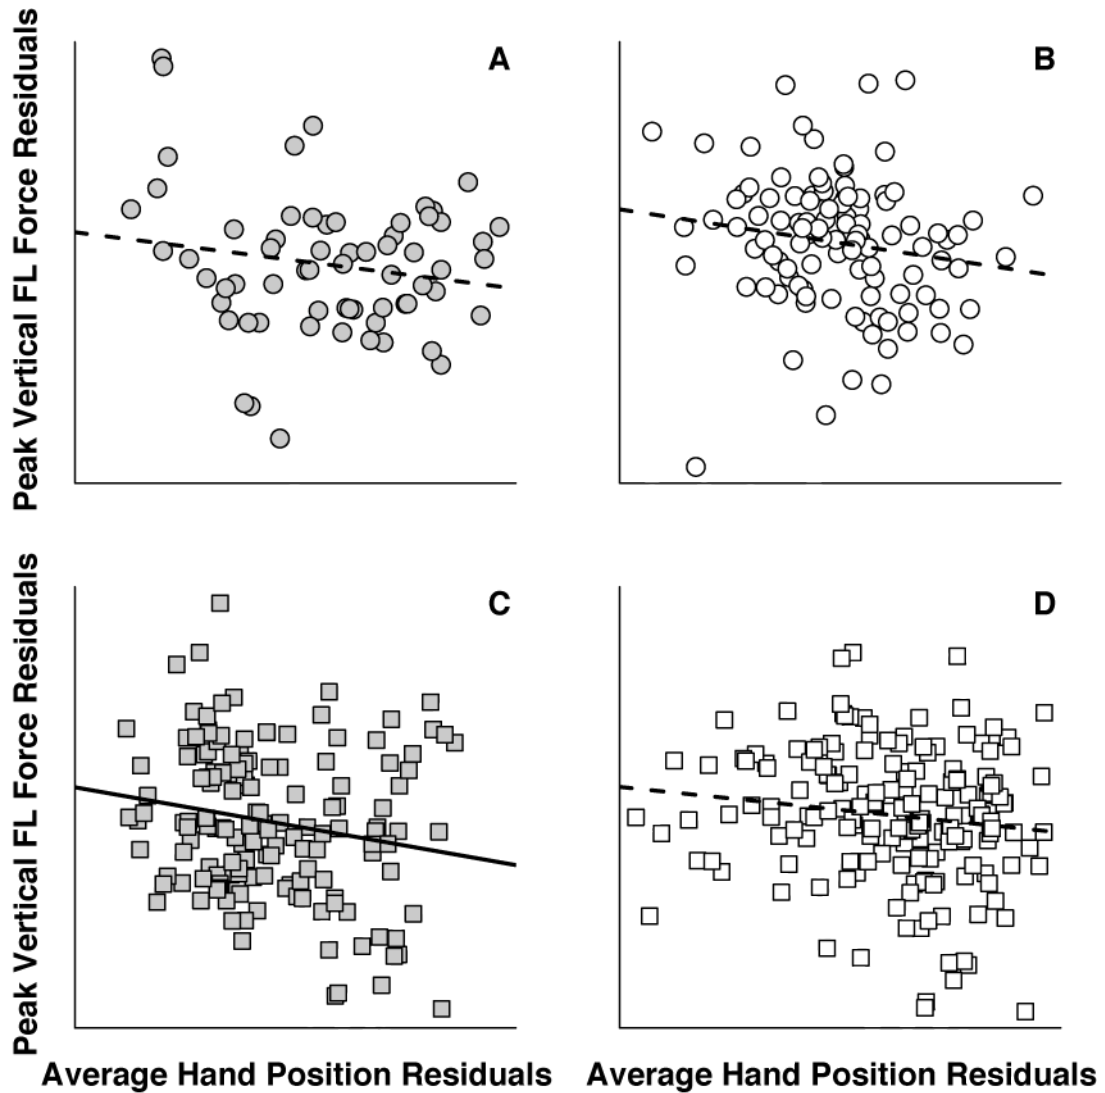 Peak Vertical FL Force Residuals
A
B
Peak Vertical FL Force Residuals
C
D
Average Hand Position Residuals
Average Hand Position Residuals